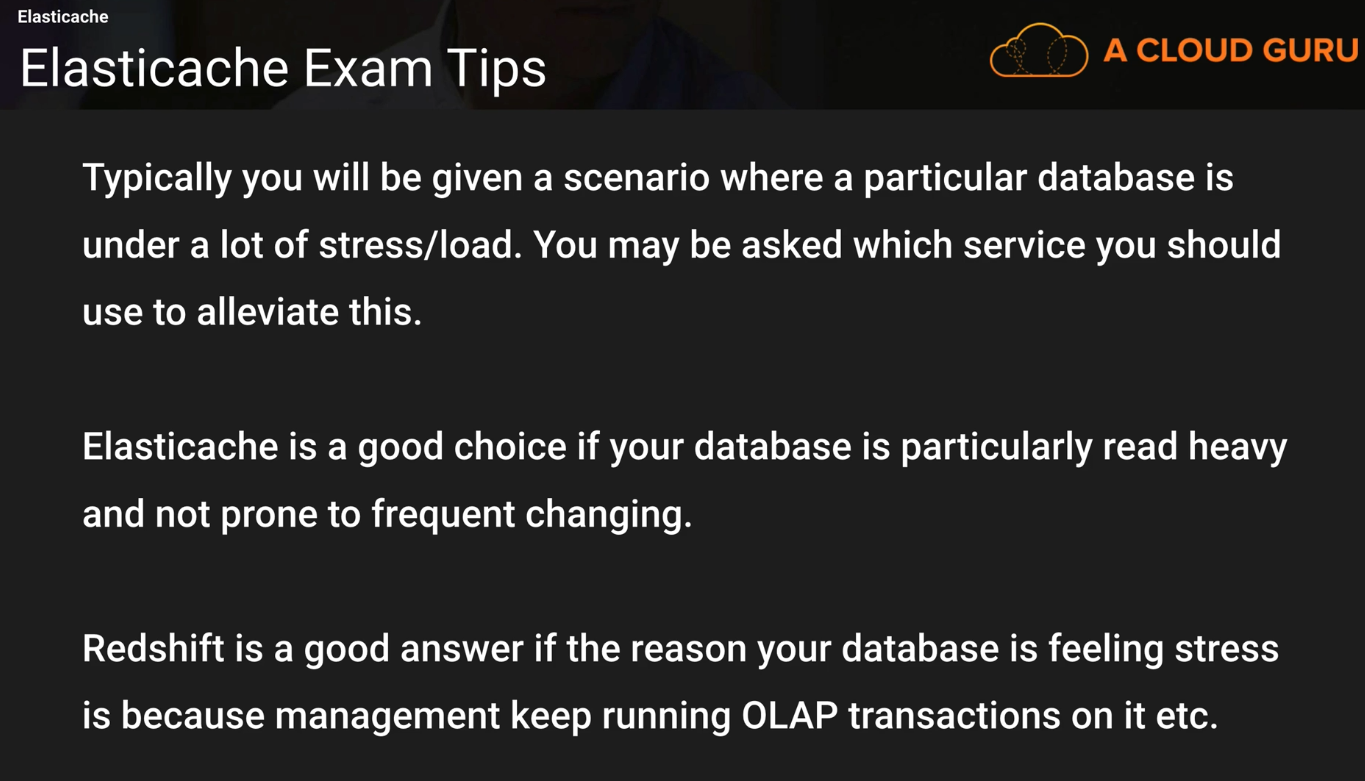 Elasticache
Elasticache Exam Tips
A CLOUD GURU
Typically you will be given a scenario where a particular database is
under a lot of stress/load. You may be asked which service you should
use to alleviate this.
Elasticache is a good choice if your database is particularly read heavy
and not prone to frequent changing.
Redshift is a good answer if the reason your database is feeling stress
is because management keep running OLAP transactions on it etc.